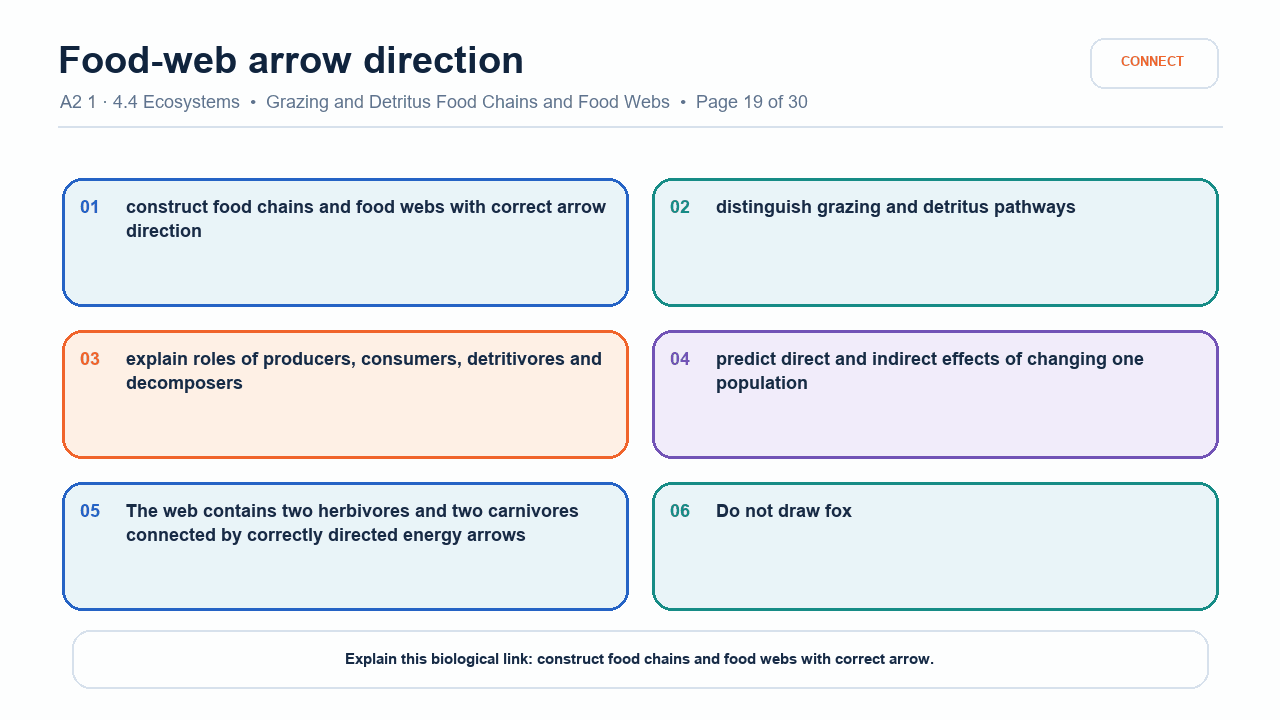 Food-web arrow direction
CONNECT
A2 1 · 4.4 Ecosystems • Grazing and Detritus Food Chains and Food Webs • Page 19 of 30
01 construct food chains and food webs with correct arrow
direction
02 distinguish grazing and detritus pathways
03 explain roles of producers, consumers, detritivores and
decomposers
04 predict direct and indirect effects of changing one
population
05 The web contains two herbivores and two carnivores
connected by correctly directed energy arrows
06 Do not draw fox
Explain this biological link: construct food chains and food webs with correct arrow.